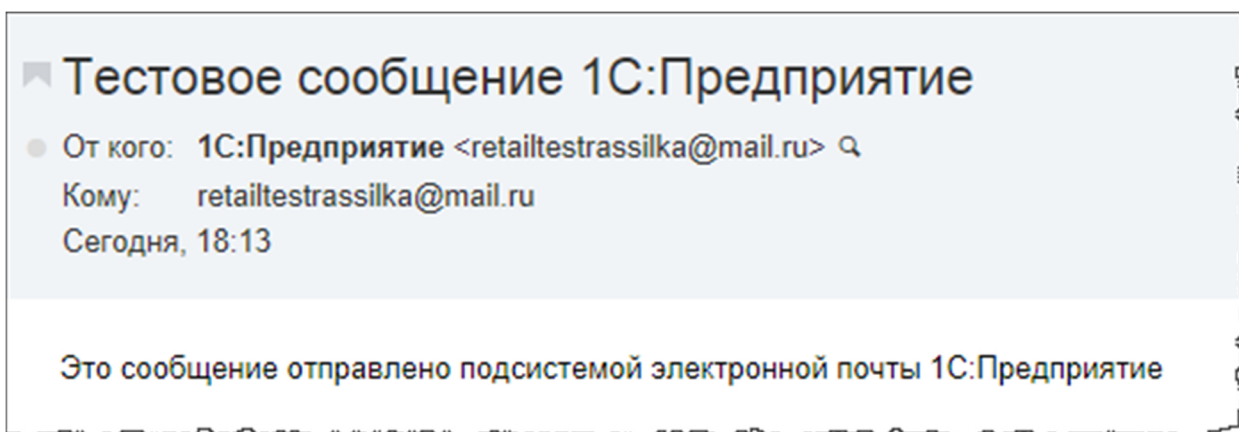 Тестовое сообщение 1С:Предприятие
От кого: 1С:Предприятие <retailtestrassilka@mail.ru>
Кому: retailtestrassilka@mail.ru
Сегодня, 18:13
Это сообщение отправлено подсистемой электронной почты 1С:Предприятие